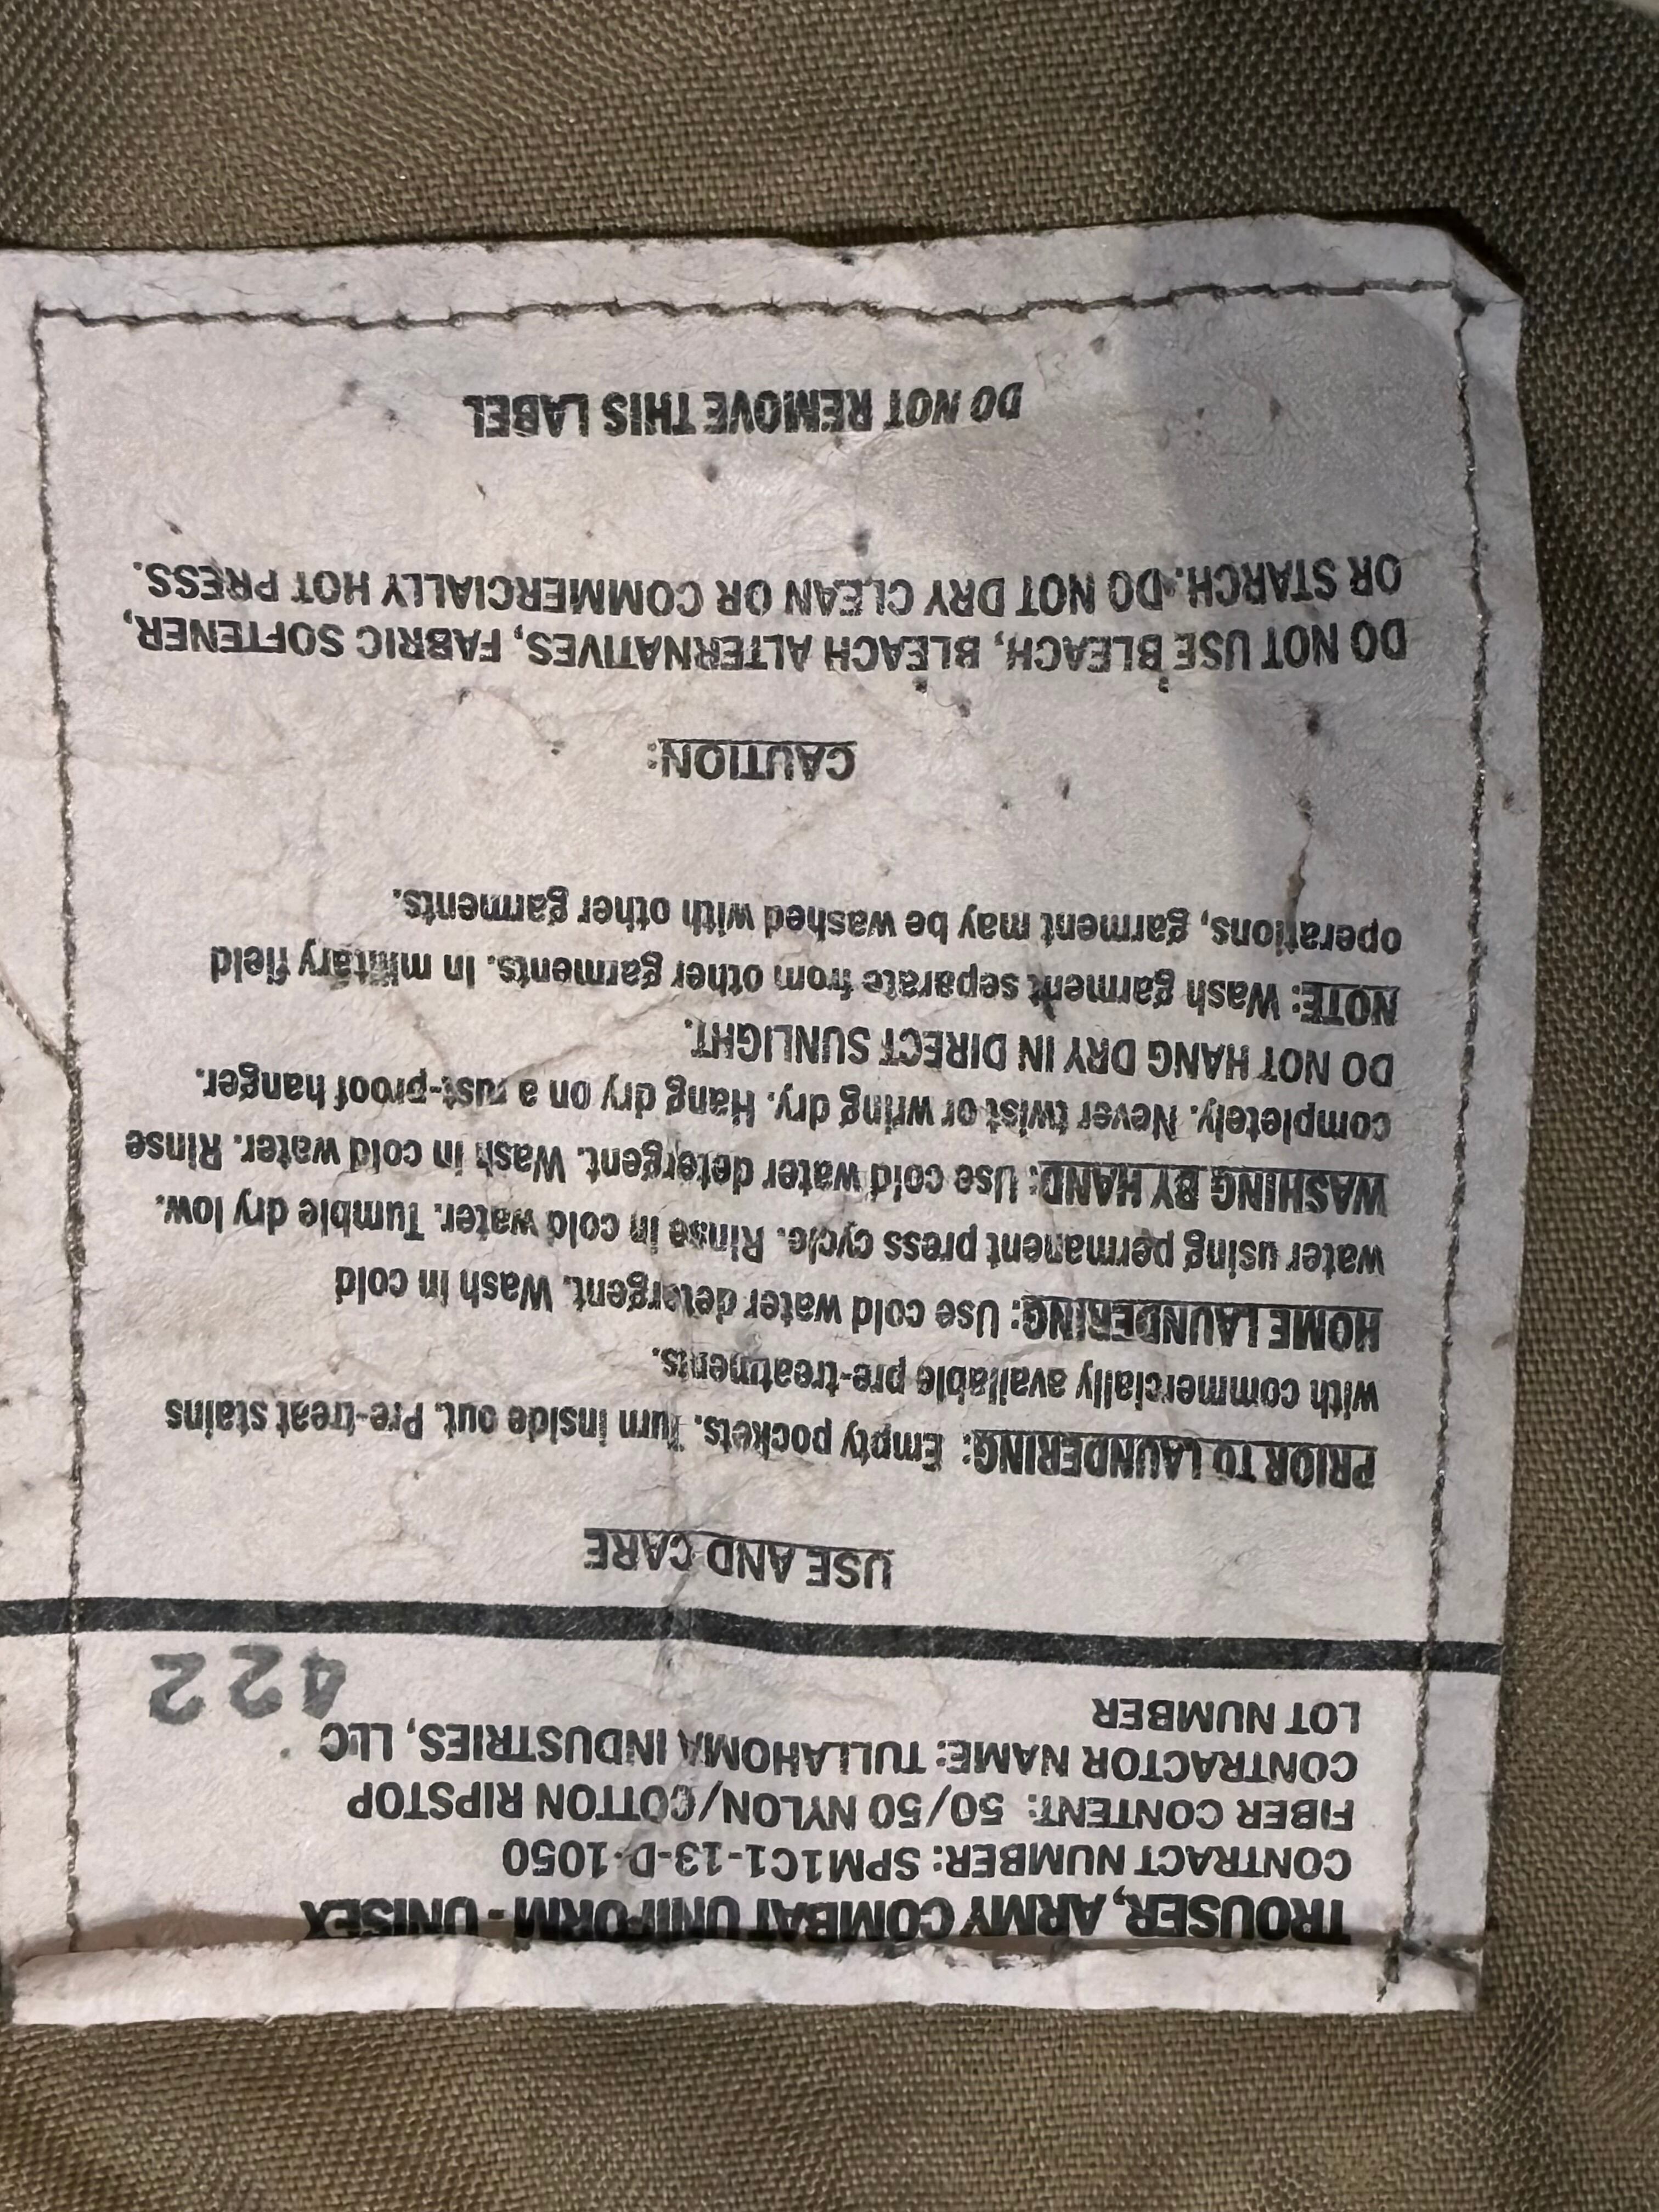 TROUSER, ARMY COMBAT UNIFORM - UNISEX
CONTRACT NUMBER: SPM1C1-13-D-1050
FIBER CONTENT: 50/50 NYLON/COTTON RIPSTOP
CONTRACTOR NAME: TULLAHOMA INDUSTRIES, LLC
LOT NUMBER 422
USE AND CARE
PRIOR TO LAUNDERING: Empty pockets. Turn inside out. Pre-treat stains
with commercially available pre-treatments.
HOME LAUNDERING: Use cold water detergent. Wash in cold
water using permanent press cycle. Rinse in cold water. Tumble dry low.
WASHING BY HAND: Use cold water detergent. Wash in cold water. Rinse
completely. Never twist or wring dry. Hang dry on a rust-proof hanger.
DO NOT HANG DRY IN DIRECT SUNLIGHT.
NOTE: Wash garment separate from other garments. In military field
operations, garment may be washed with other garments.
CAUTION:
DO NOT USE BLEACH, BLEACH ALTERNATIVES, FABRIC SOFTENER,
OR STARCH. DO NOT DRY CLEAN OR COMMERCIALLY HOT PRESS.
DO NOT REMOVE THIS LABEL